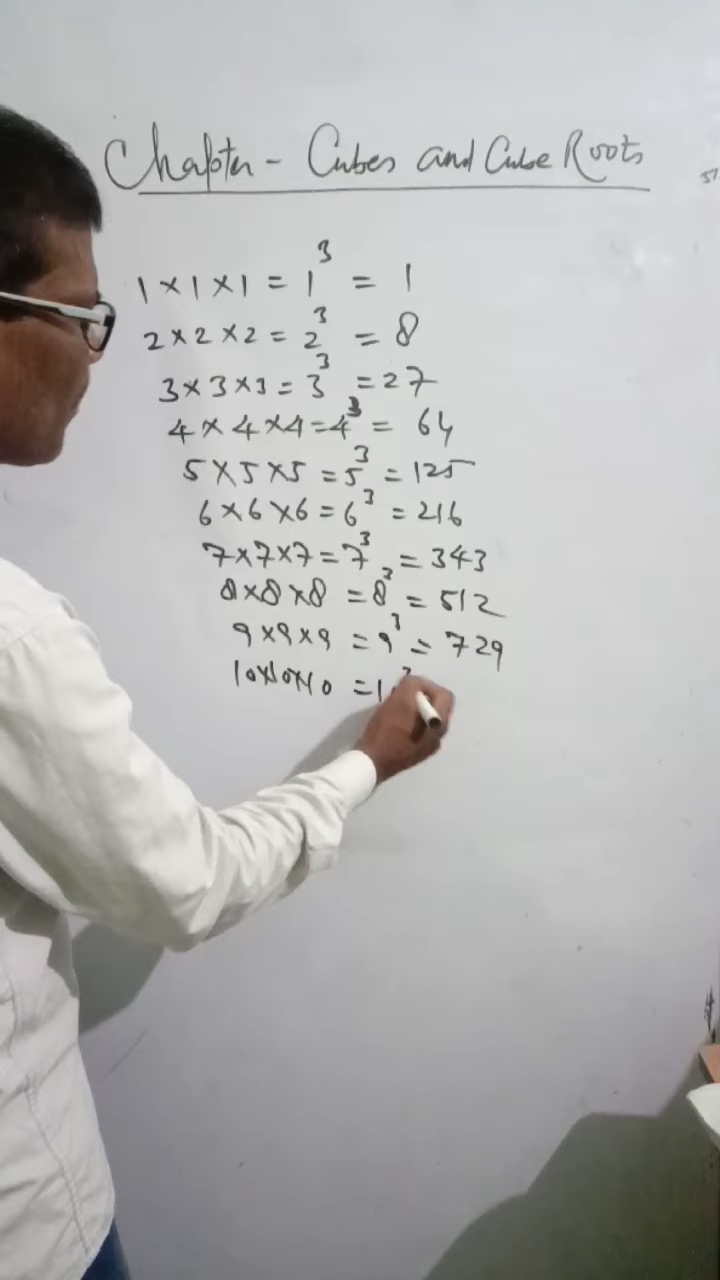 Chapter - Cubes and Cube Roots
1 × 1 × 1 = 1³ = 1
2 × 2 × 2 = 2³ = 8
3 × 3 × 3 = 3³ = 27
4 × 4 × 4 = 4³ = 64
5 × 5 × 5 = 5³ = 125
6 × 6 × 6 = 6³ = 216
7 × 7 × 7 = 7³ = 343
8 × 8 × 8 = 8³ = 512
9 × 9 × 9 = 9³ = 729
10 × 10 × 10 = 10³